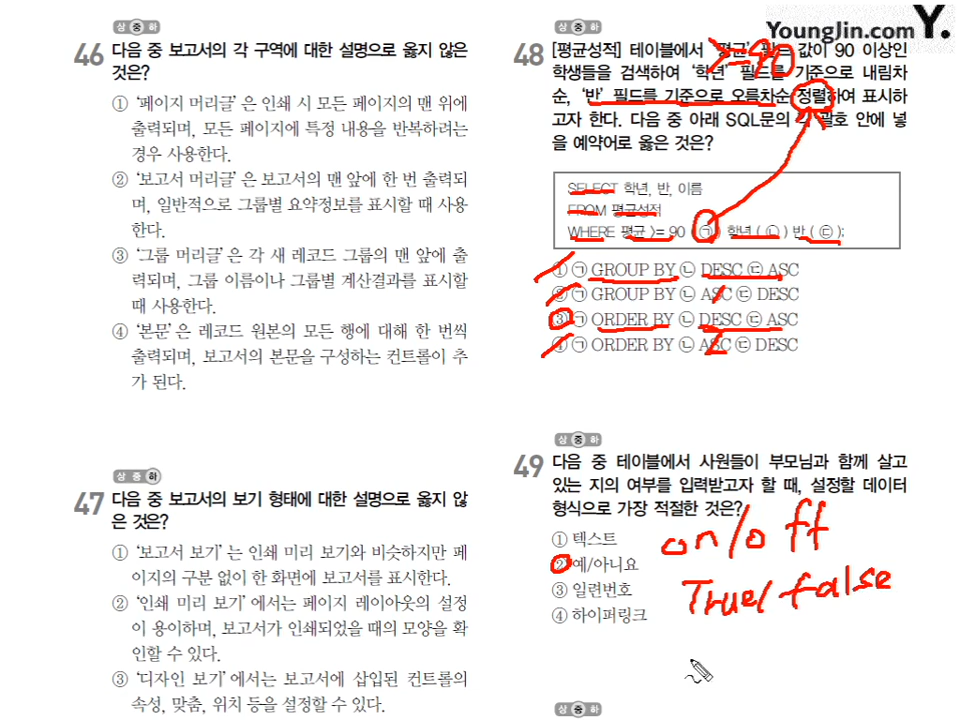 YoungJin.com Y.
상 중 하
46 다음 중 보고서의 각 구역에 대한 설명으로 옳지 않은
것은?
① ‘페이지 머리글’은 인쇄 시 모든 페이지의 맨 위에
출력되며, 모든 페이지에 특정 내용을 반복하려는
경우 사용한다.
② ‘보고서 머리글’은 보고서의 맨 앞에 한 번 출력되
며, 일반적으로 그룹별 요약정보를 표시할 때 사용
한다.
③ ‘그룹 머리글’은 각 새 레코드 그룹의 맨 앞에 출
력되며, 그룹 이름이나 그룹별 계산결과를 표시할
때 사용한다.
④ ‘본문’은 레코드 원본의 모든 행에 대해 한 번씩
출력되며, 보고서의 본문을 구성하는 컨트롤이 추
가 된다.
상 중 하
47 다음 중 보고서의 보기 형태에 대한 설명으로 옳지 않
은 것은?
① ‘보고서 보기’는 인쇄 미리 보기와 비슷하지만 페
이지의 구분 없이 한 화면에 보고서를 표시한다.
② ‘인쇄 미리 보기’에서는 페이지 레이아웃의 설정
이 용이하며, 보고서가 인쇄되었을 때의 모양을 확
인할 수 있다.
③ ‘디자인 보기’에서는 보고서에 삽입된 컨트롤의
속성, 맞춤, 위치 등을 설정할 수 있다.
상 중 하
48 [평균성적] 테이블에서 ‘평균’ 필드 값이 90 이상인
학생들을 검색하여 ‘학년’ 필드를 기준으로 내림차
순, ‘반’ 필드를 기준으로 오름차순 정렬하여 표시하
고자 한다. 다음 중 아래 SQL문의 각 괄호 안에 넣
을 예약어로 옳은 것은?
>=90
SELECT 학년, 반, 이름
FROM 평균성적
WHERE 평균 >= 90 ( ㉠ ) 학년 ( ㉡ ) 반 ( ㉢ );
① ㉠ GROUP BY ㉡ DESC ㉢ ASC
② ㉠ GROUP BY ㉡ ASC ㉢ DESC
③ ㉠ ORDER BY ㉡ DESC ㉢ ASC
④ ㉠ ORDER BY ㉡ ASC ㉢ DESC
상 중 하
49 다음 중 테이블에서 사원들이 부모님과 함께 살고
있는 지의 여부를 입력받고자 할 때, 설정할 데이터
형식으로 가장 적절한 것은?
① 텍스트
② 예/아니요
③ 일련번호
④ 하이퍼링크
on/off
True/false
상 중 하